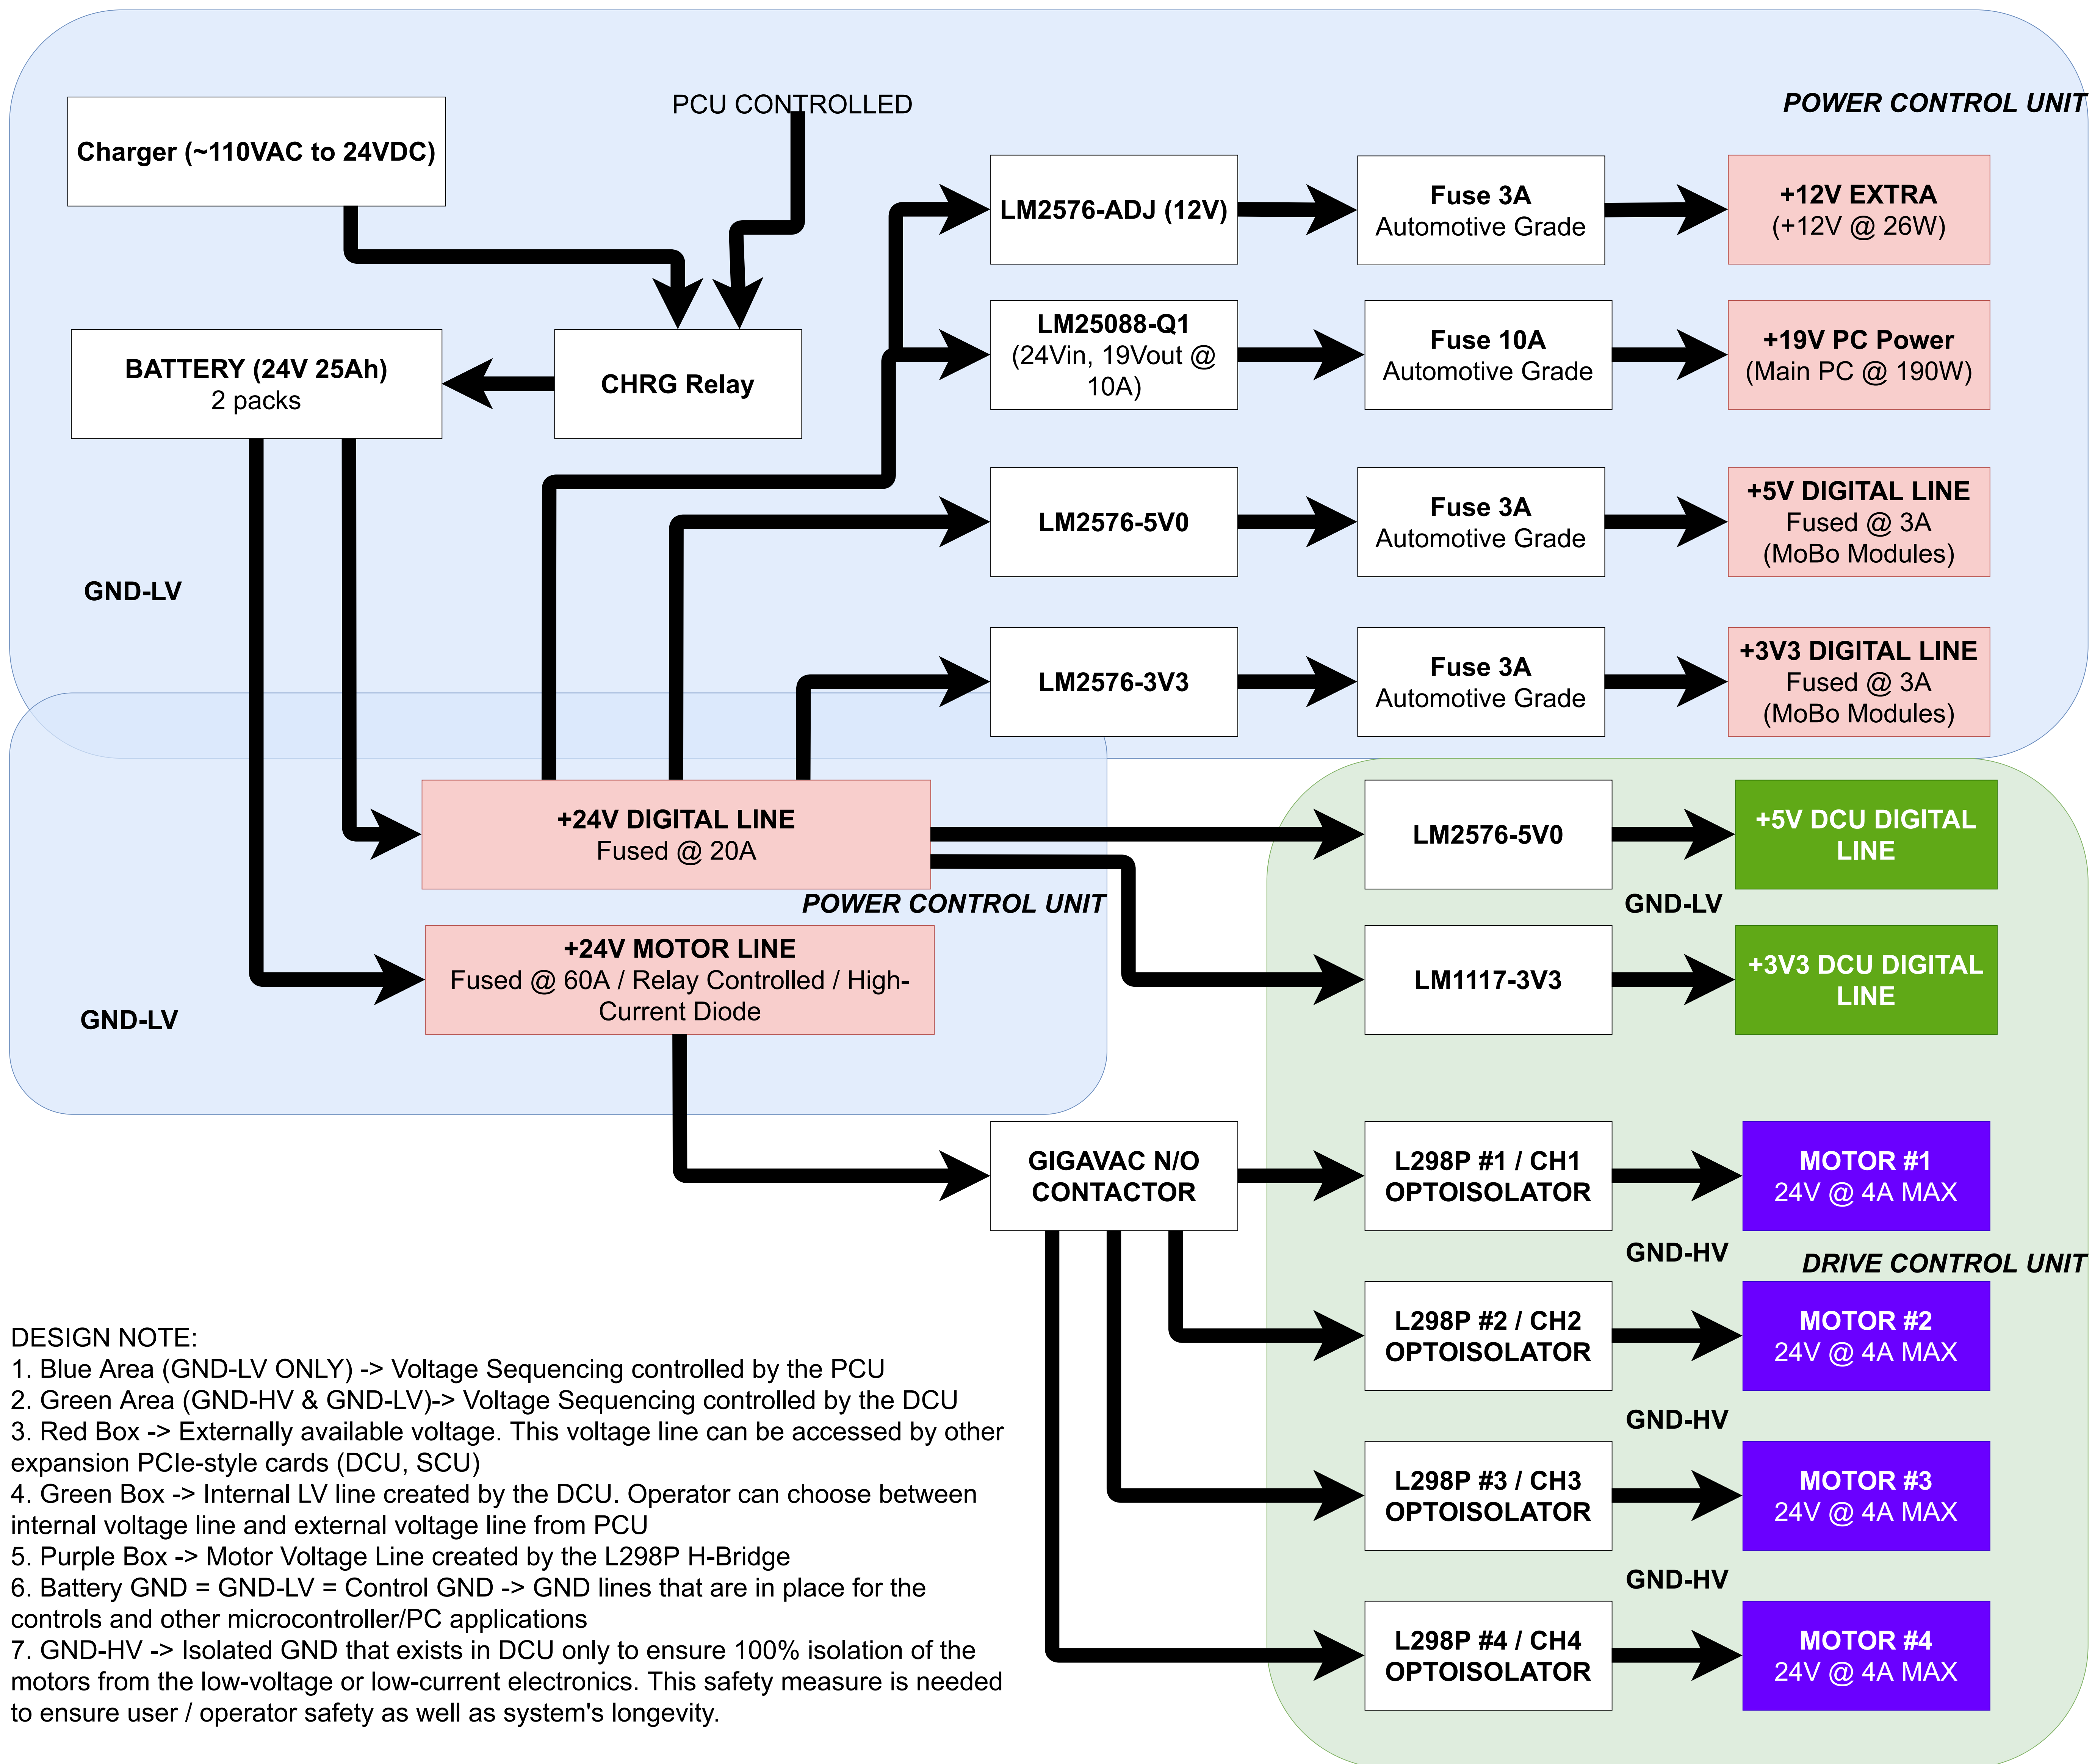 PCU CONTROLLED
POWER CONTROL UNIT
Charger (~110VAC to 24VDC)
LM2576-ADJ (12V)
Fuse 3A
Automotive Grade
+12V EXTRA
(+12V @ 26W)
BATTERY (24V 25Ah)
2 packs
CHRG Relay
LM25088-Q1
(24Vin, 19Vout @
10A)
Fuse 10A
Automotive Grade
+19V PC Power
(Main PC @ 190W)
LM2576-5V0
Fuse 3A
Automotive Grade
+5V DIGITAL LINE
Fused @ 3A
(MoBo Modules)
GND-LV
LM2576-3V3
Fuse 3A
Automotive Grade
+3V3 DIGITAL LINE
Fused @ 3A
(MoBo Modules)
+24V DIGITAL LINE
Fused @ 20A
LM2576-5V0
+5V DCU DIGITAL
LINE
POWER CONTROL UNIT
GND-LV
+24V MOTOR LINE
Fused @ 60A / Relay Controlled / High-
Current Diode
LM1117-3V3
+3V3 DCU DIGITAL
LINE
GND-LV
GIGAVAC N/O
CONTACTOR
L298P #1 / CH1
OPTOISOLATOR
MOTOR #1
24V @ 4A MAX
GND-HV
DRIVE CONTROL UNIT
L298P #2 / CH2
OPTOISOLATOR
MOTOR #2
24V @ 4A MAX
GND-HV
L298P #3 / CH3
OPTOISOLATOR
MOTOR #3
24V @ 4A MAX
GND-HV
L298P #4 / CH4
OPTOISOLATOR
MOTOR #4
24V @ 4A MAX
DESIGN NOTE:
1. Blue Area (GND-LV ONLY) -> Voltage Sequencing controlled by the PCU
2. Green Area (GND-HV & GND-LV)-> Voltage Sequencing controlled by the DCU
3. Red Box -> Externally available voltage. This voltage line can be accessed by other
expansion PCIe-style cards (DCU, SCU)
4. Green Box -> Internal LV line created by the DCU. Operator can choose between
internal voltage line and external voltage line from PCU
5. Purple Box -> Motor Voltage Line created by the L298P H-Bridge
6. Battery GND = GND-LV = Control GND -> GND lines that are in place for the
controls and other microcontroller/PC applications
7. GND-HV -> Isolated GND that exists in DCU only to ensure 100% isolation of the
motors from the low-voltage or low-current electronics. This safety measure is needed
to ensure user / operator safety as well as system's longevity.